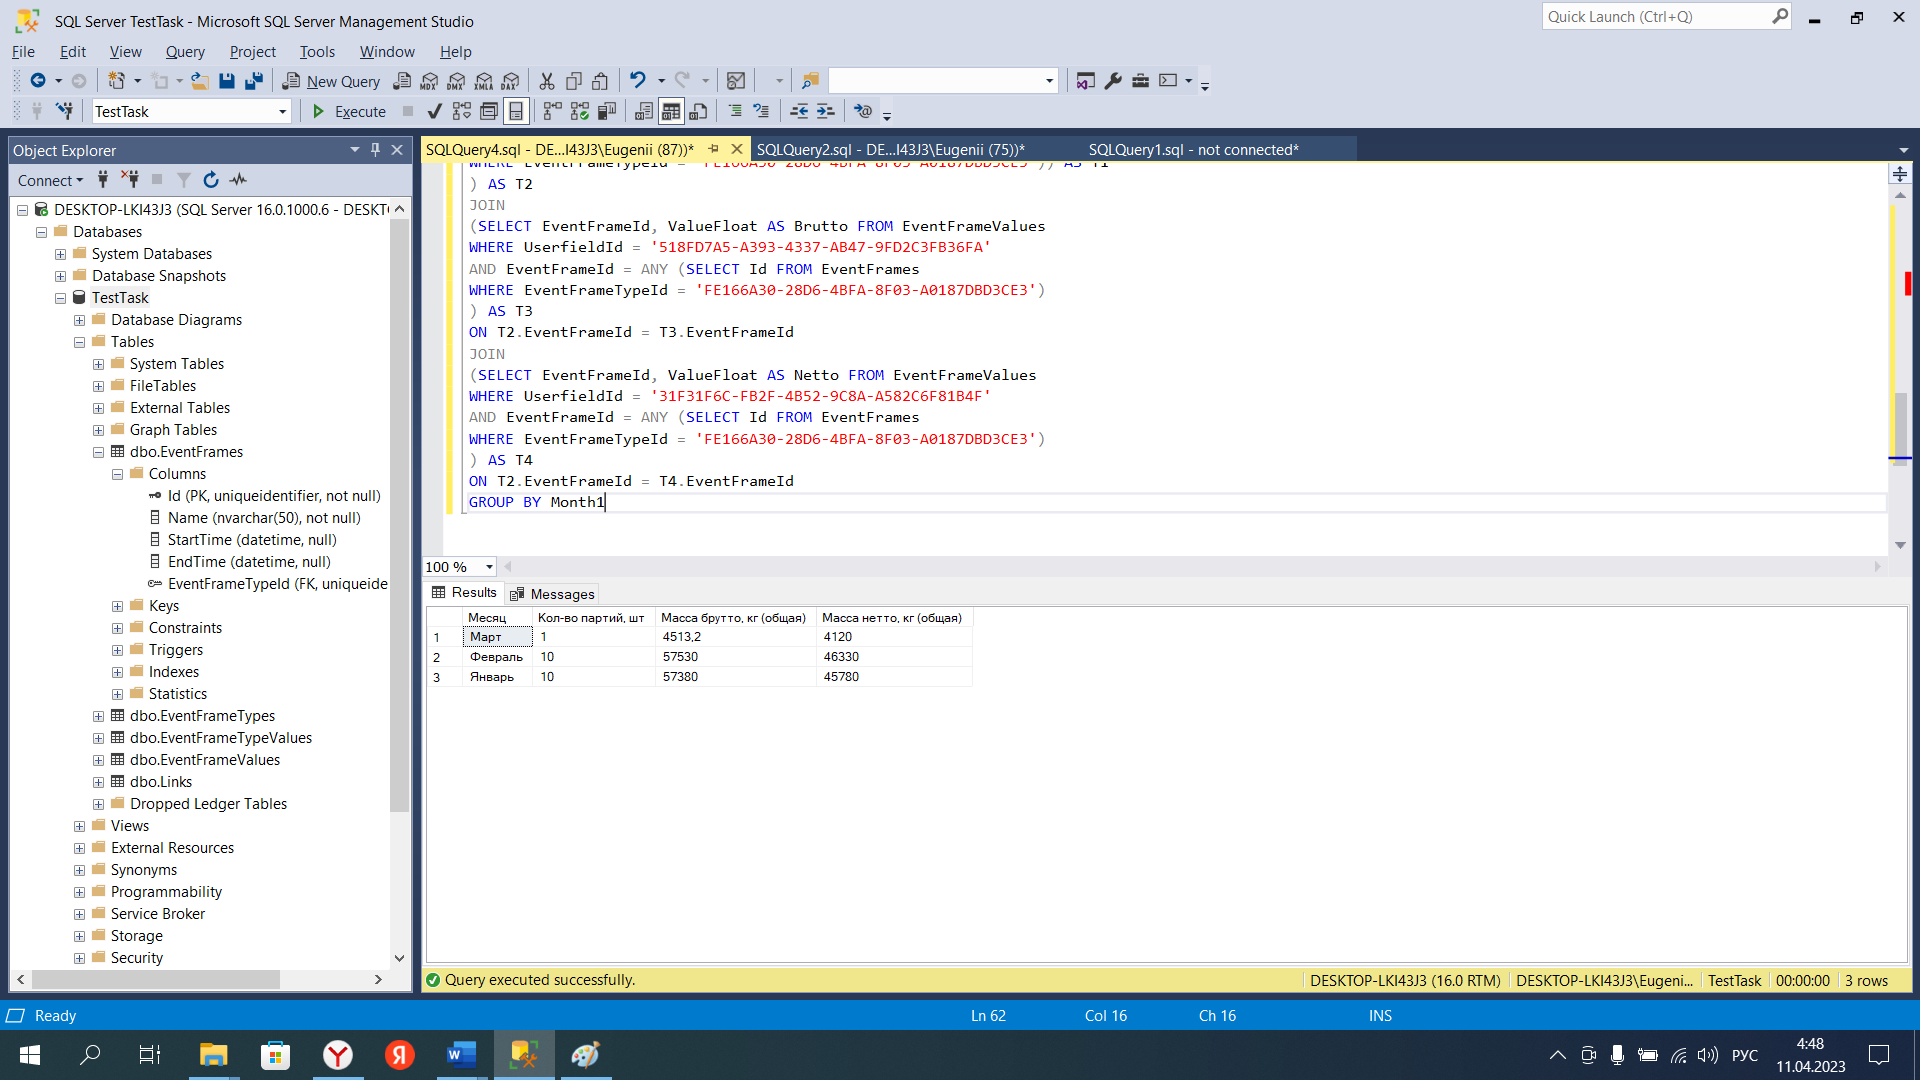 SQL Server TestTask - Microsoft SQL Server Management Studio
Quick Launch (Ctrl+Q)
File Edit View Query Project Tools Window Help
New Query MDX DMX XMLA DAX
TestTask Execute
Object Explorer
Connect
DESKTOP-LKI43J3 (SQL Server 16.0.1000.6 - DESKT
Databases
System Databases
Database Snapshots
TestTask
Database Diagrams
Tables
System Tables
FileTables
External Tables
Graph Tables
dbo.EventFrames
Columns
Id (PK, uniqueidentifier, not null)
Name (nvarchar(50), not null)
StartTime (datetime, null)
EndTime (datetime, null)
EventFrameTypeId (FK, uniqueide
Keys
Constraints
Triggers
Indexes
Statistics
dbo.EventFrameTypes
dbo.EventFrameTypeValues
dbo.EventFrameValues
dbo.Links
Dropped Ledger Tables
Views
External Resources
Synonyms
Programmability
Service Broker
Storage
Security
SQLQuery4.sql - DE...I43J3\Eugenii (87))* SQLQuery2.sql - DE...I43J3\Eugenii (75))* SQLQuery1.sql - not connected*
WHERE EventFrameTypeId = 'FE166A30-28D6-4BFA-8F03-A0187DBD3CE3')) AS T1
) AS T2
JOIN
(SELECT EventFrameId, ValueFloat AS Brutto FROM EventFrameValues
WHERE UserfieldId = '518FD7A5-A393-4337-AB47-9FD2C3FB36FA'
AND EventFrameId = ANY (SELECT Id FROM EventFrames
WHERE EventFrameTypeId = 'FE166A30-28D6-4BFA-8F03-A0187DBD3CE3')
) AS T3
ON T2.EventFrameId = T3.EventFrameId
JOIN
(SELECT EventFrameId, ValueFloat AS Netto FROM EventFrameValues
WHERE UserfieldId = '31F31F6C-FB2F-4B52-9C8A-A582C6F81B4F'
AND EventFrameId = ANY (SELECT Id FROM EventFrames
WHERE EventFrameTypeId = 'FE166A30-28D6-4BFA-8F03-A0187DBD3CE3')
) AS T4
ON T2.EventFrameId = T4.EventFrameId
GROUP BY Month1
100 %
Results Messages
Месяц Кол-во партий, шт Масса брутто, кг (общая) Масса нетто, кг (общая)
1 Март 1 4513,2 4120
2 Февраль 10 57530 46330
3 Январь 10 57380 45780
Query executed successfully. DESKTOP-LKI43J3 (16.0 RTM) DESKTOP-LKI43J3\Eugeni... TestTask 00:00:00 3 rows
Ready Ln 62 Col 16 Ch 16 INS
РУС 4:48
11.04.2023